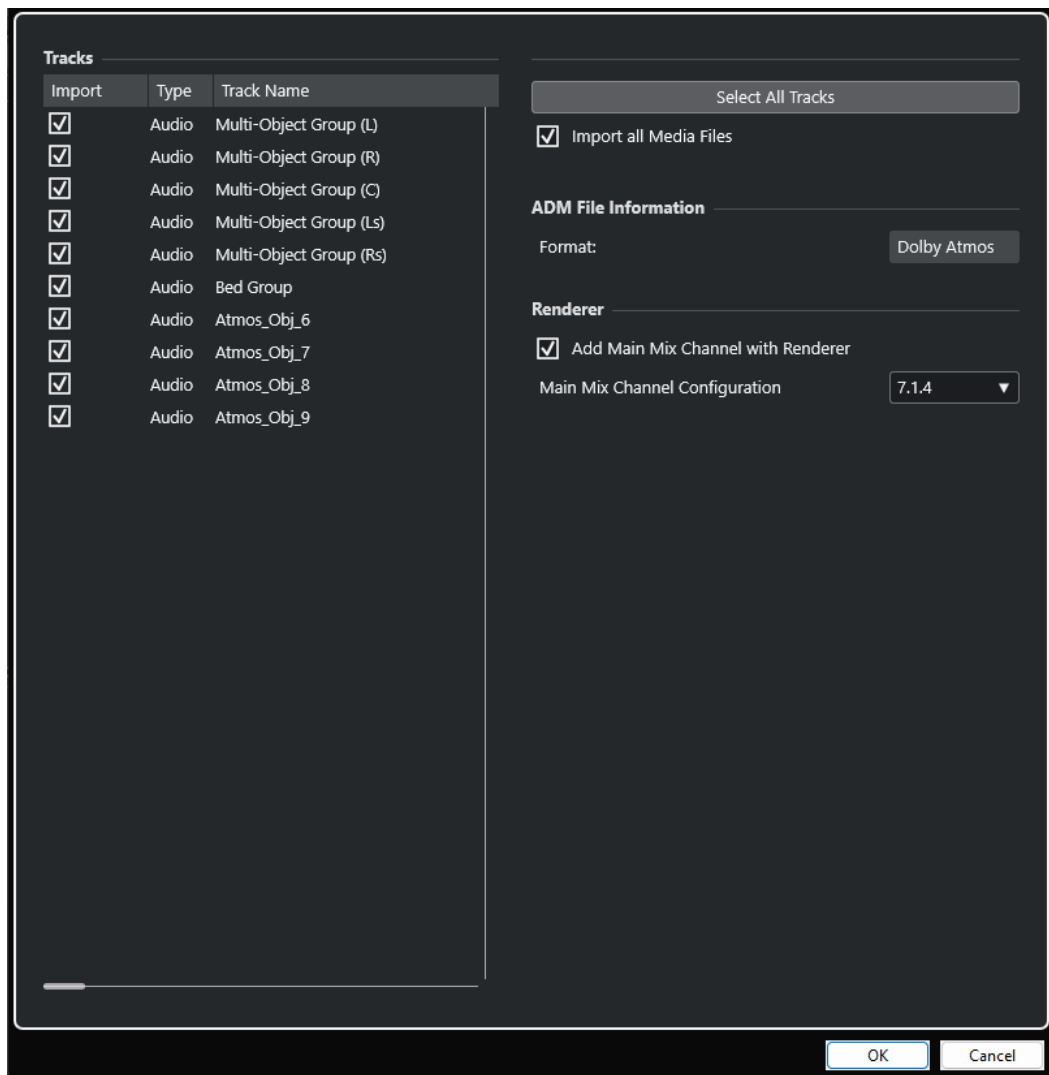 Tracks
Import Type Track Name
Audio Multi-Object Group (L)
Audio Multi-Object Group (R)
Audio Multi-Object Group (C)
Audio Multi-Object Group (Ls)
Audio Multi-Object Group (Rs)
Audio Bed Group
Audio Atmos_Obj_6
Audio Atmos_Obj_7
Audio Atmos_Obj_8
Audio Atmos_Obj_9
Select All Tracks
Import all Media Files
ADM File Information
Format: Dolby Atmos
Renderer
Add Main Mix Channel with Renderer
Main Mix Channel Configuration 7.1.4
OK Cancel